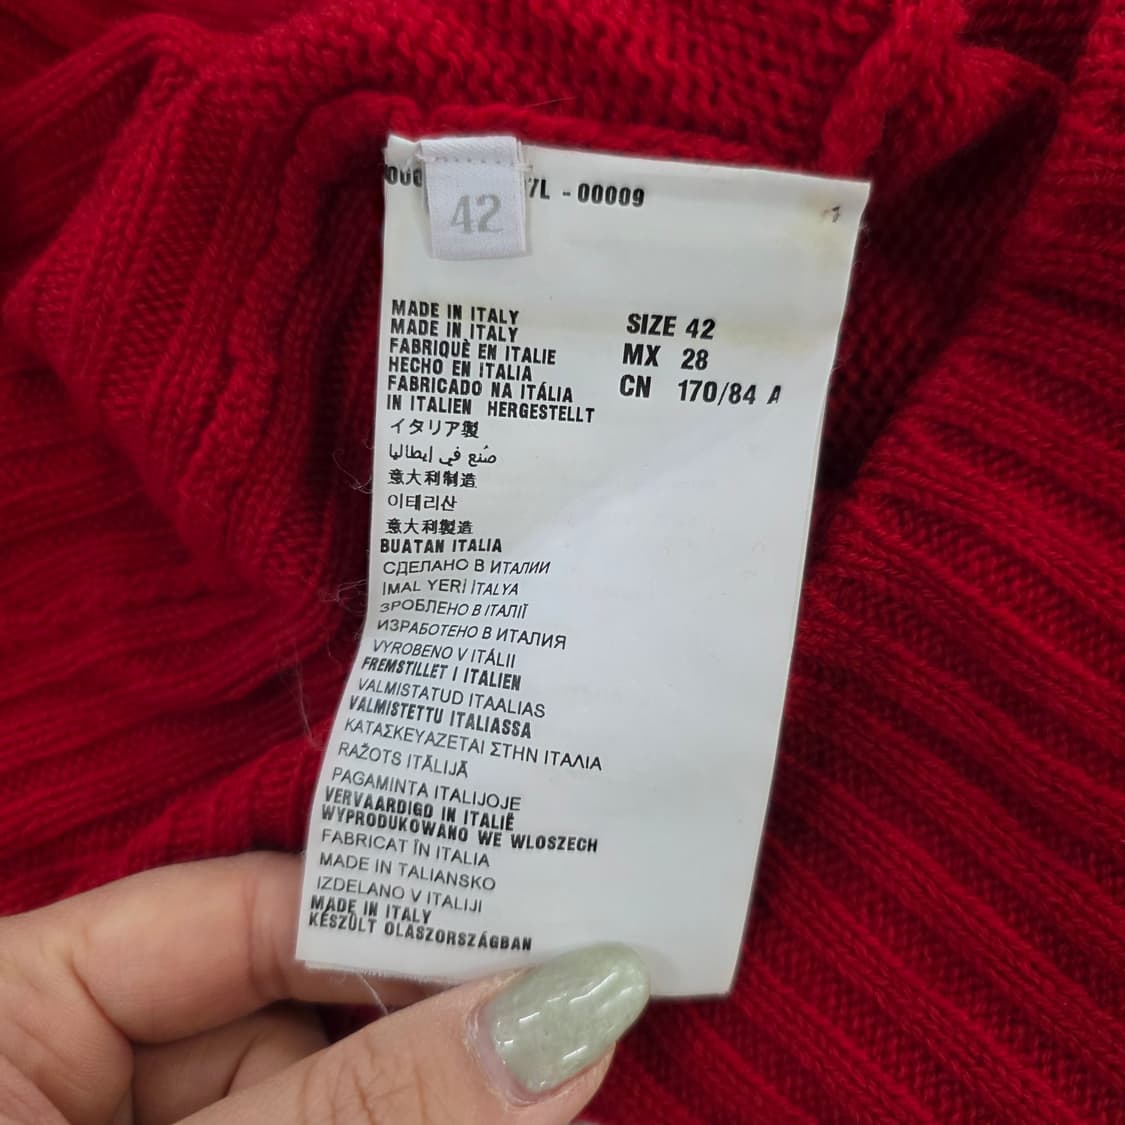 7L - 00009
42
MADE IN ITALY
MADE IN ITALY
FABRIQUÈ EN ITALIE
HECHO EN ITALIA
FABRICADO NA ITÁLIA
IN ITALIEN HERGESTELLT
イタリア製
صنع في إيطاليا
意大利制造
이테리산
意大利製造
BUATAN ITALIA
СДЕЛАНО В ИТАЛИИ
İMAL YERİ İTALYA
ЗРОБЛЕНО В ІТАЛІЇ
ИЗРАБОТЕНО В ИТАЛИЯ
VYROBENO V ITÁLII
FREMSTILLET I ITALIEN
VALMISTATUD ITAALIAS
VALMISTETTU ITALIASSA
ΚΑΤΑΣΚΕΥΑΖΕΤΑΙ ΣΤΗΝ ΙΤΑΛΙΑ
RAŽOTS ITĀLIJĀ
PAGAMINTA ITALIJOJE
VERVAARDIGD IN ITALIË
WYPRODUKOWANO WE WLOSZECH
FABRICAT ÎN ITALIA
MADE IN TALIANSKO
IZDELANO V ITALIJI
MADE IN ITALY
KÉSZÜLT OLASZORSZÁGBAN
SIZE 42
MX 28
CN 170/84 A